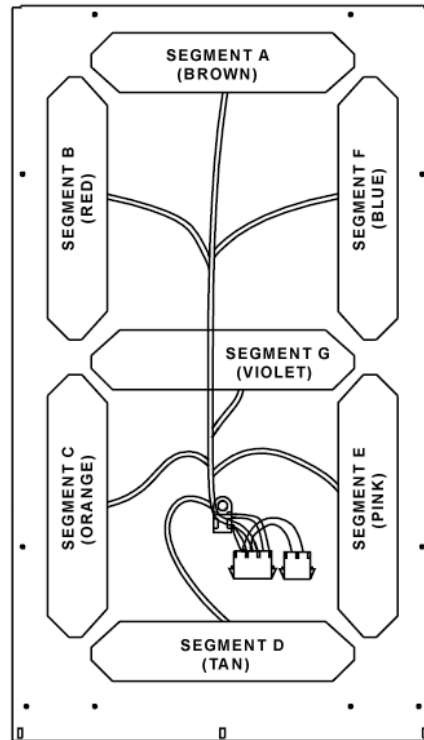 SEGMENT A
(BROWN)
SEGMENT B
(RED)
SEGMENT F
(BLUE)
SEGMENT G
(VIOLET)
SEGMENT C
(ORANGE)
SEGMENT E
(PINK)
SEGMENT D
(TAN)